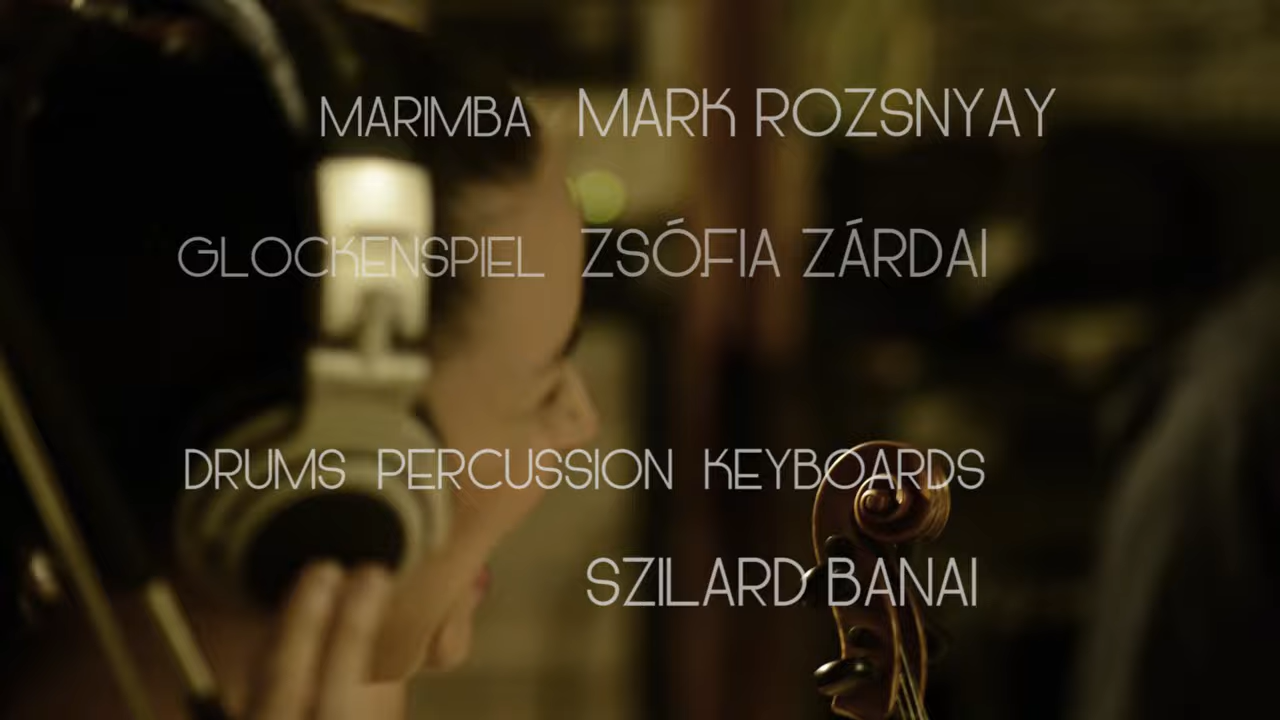 MARIMBA MARK ROZSNYAY
GLOCKENSPIEL ZSÓFIA ZÁRDAI
DRUMS PERCUSSION KEYBOARDS
SZILARD BANAI